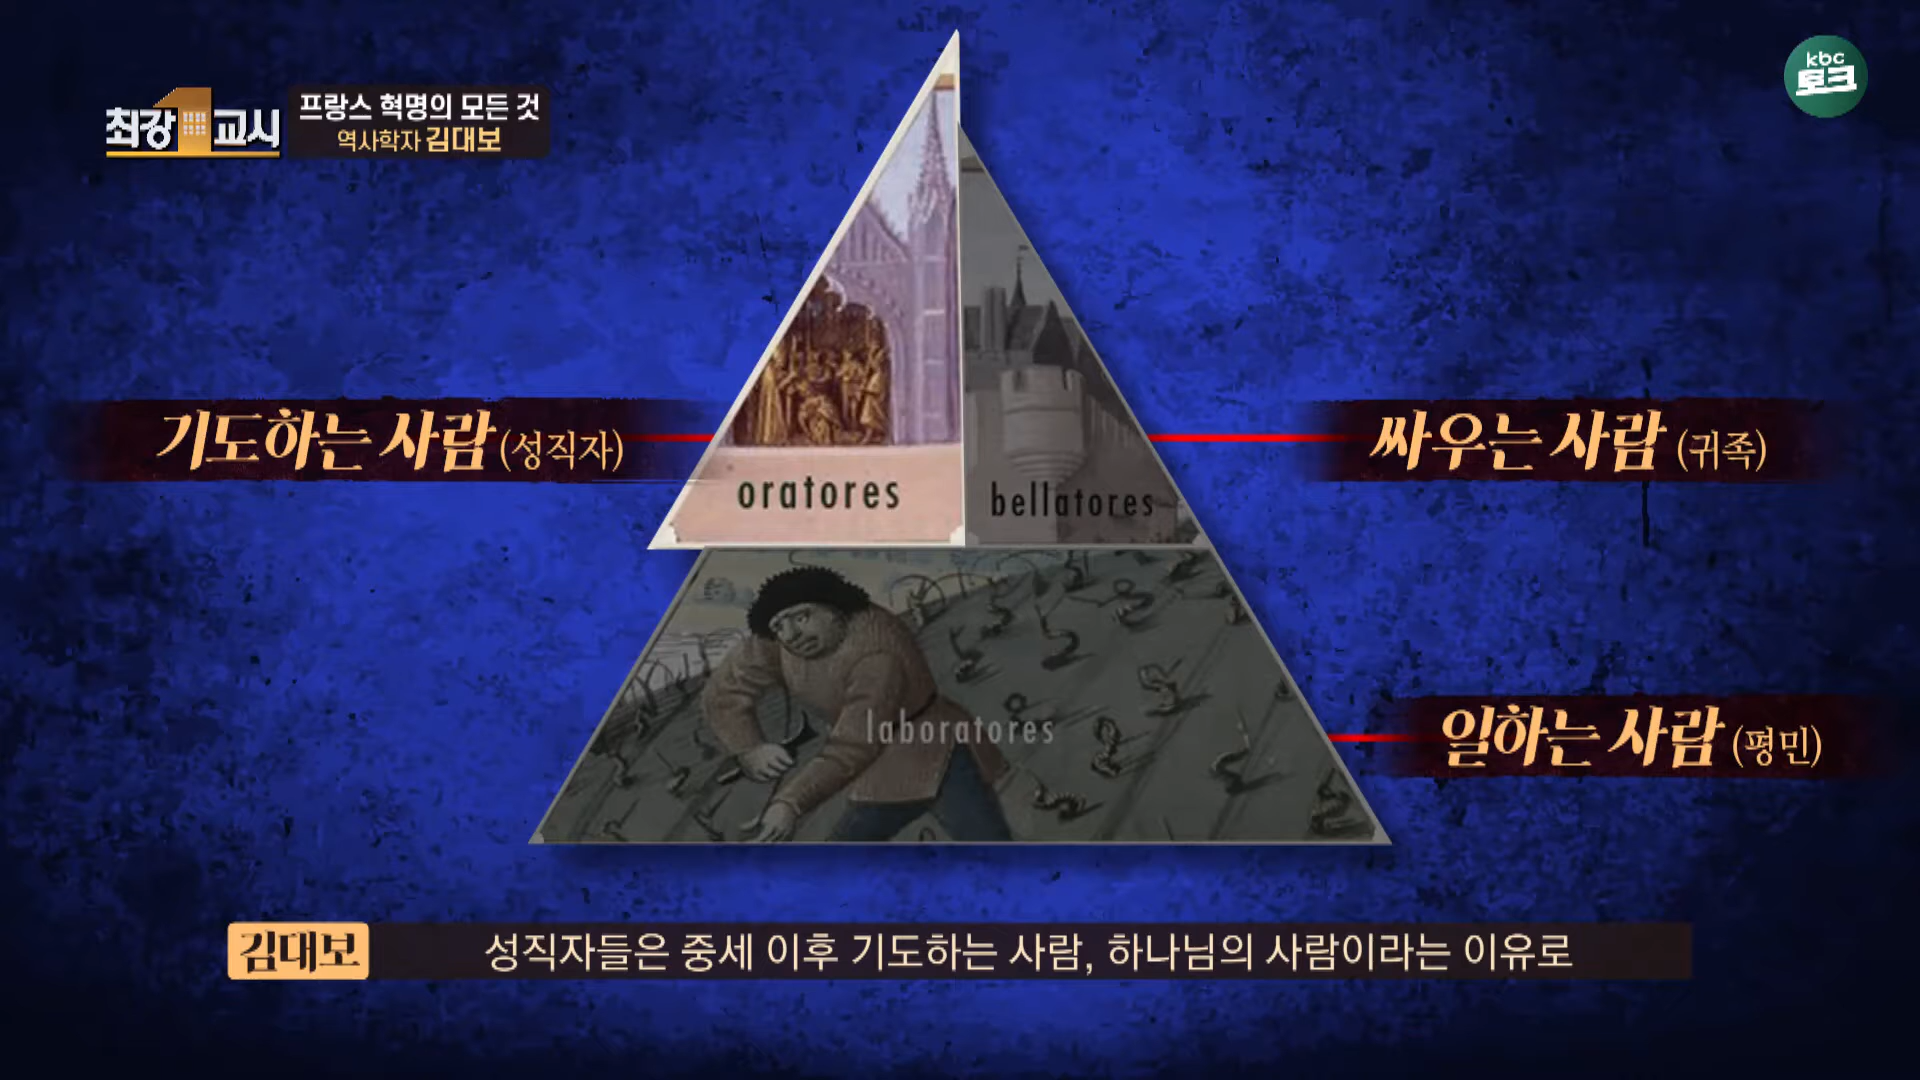 최강1교시
프랑스 혁명의 모든 것
역사학자 김대보
kbc
토크
기도하는 사람(성직자)
싸우는 사람 (귀족)
oratores
bellatores
laboratores
일하는 사람 (평민)
김대보
성직자들은 중세 이후 기도하는 사람, 하나님의 사람이라는 이유로